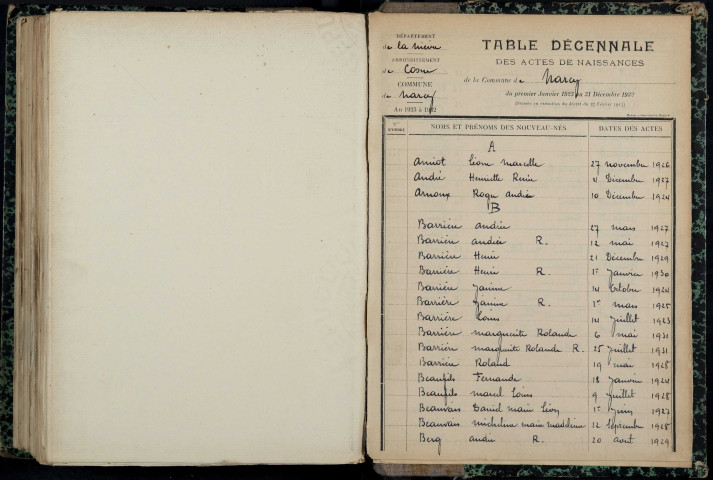 DÉPARTEMENT
de la Nièvre
ARRONDISSEMENT
de Cosne
COMMUNE
de Narcy
An 1923 à 1932
TABLE DÉCENNALE
DES ACTES DE NAISSANCES
de la Commune de Narcy
du premier Janvier 1923 au 31 Décembre 1932
NOMS ET PRÉNOMS DES NOUVEAU-NÉS DATES DES ACTES
A
Amiot Léone Marcelle 27 novembre 1926
André Henriette Renée 4 Décembre 1927
Arnoux Roger André 10 Décembre 1924
B
Barrière Andrée 27 mars 1927
Barrière Andrée R. 12 mai 1927
Barrière Henri 21 Décembre 1929
Barrière Henri R. 1er Janvier 1930
Barrière Janine 14 Octobre 1924
Barrière Janine R. 1er mars 1925
Barrière Louis 14 Juillet 1923
Barrière marguerite Rolande 6 mai 1931
Barrière marguerite Rolande R. 25 Juillet 1931
Barrière Roland 19 mai 1928
Beaufils Fernande 18 Janvier 1924
Beaufils marcel Louis 9 Juillet 1928
Beauvais Daniel marie Léon 1er Juin 1927
Beauvais micheline marie madeleine 12 Septembre 1928
Berg André R. 20 août 1929